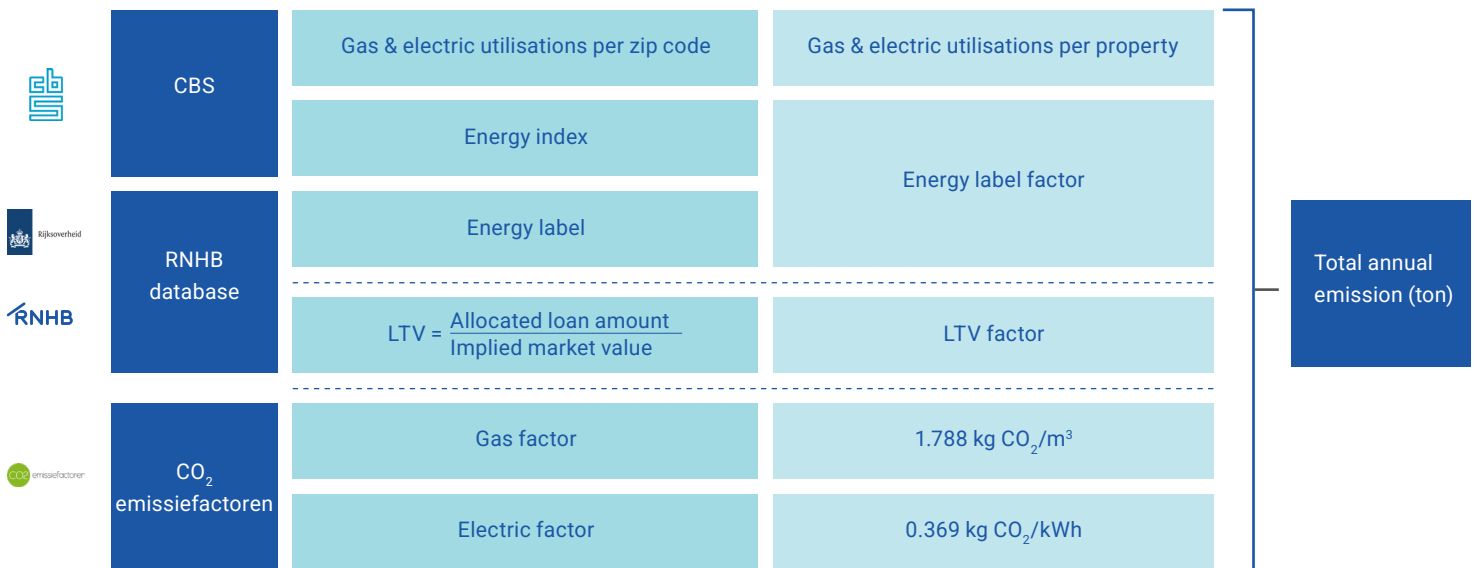 CBS
Gas & electric utilisations per zip code
Gas & electric utilisations per property
Energy index
Energy label factor
Rijksoverheid
RNHB
RNHB
database
Energy label
LTV = Allocated loan amount
Implied market value
LTV factor
Total annual
emission (ton)
CO2 emissiefactoren
CO₂
emissiefactoren
Gas factor
1.788 kg CO₂/m³
Electric factor
0.369 kg CO₂/kWh